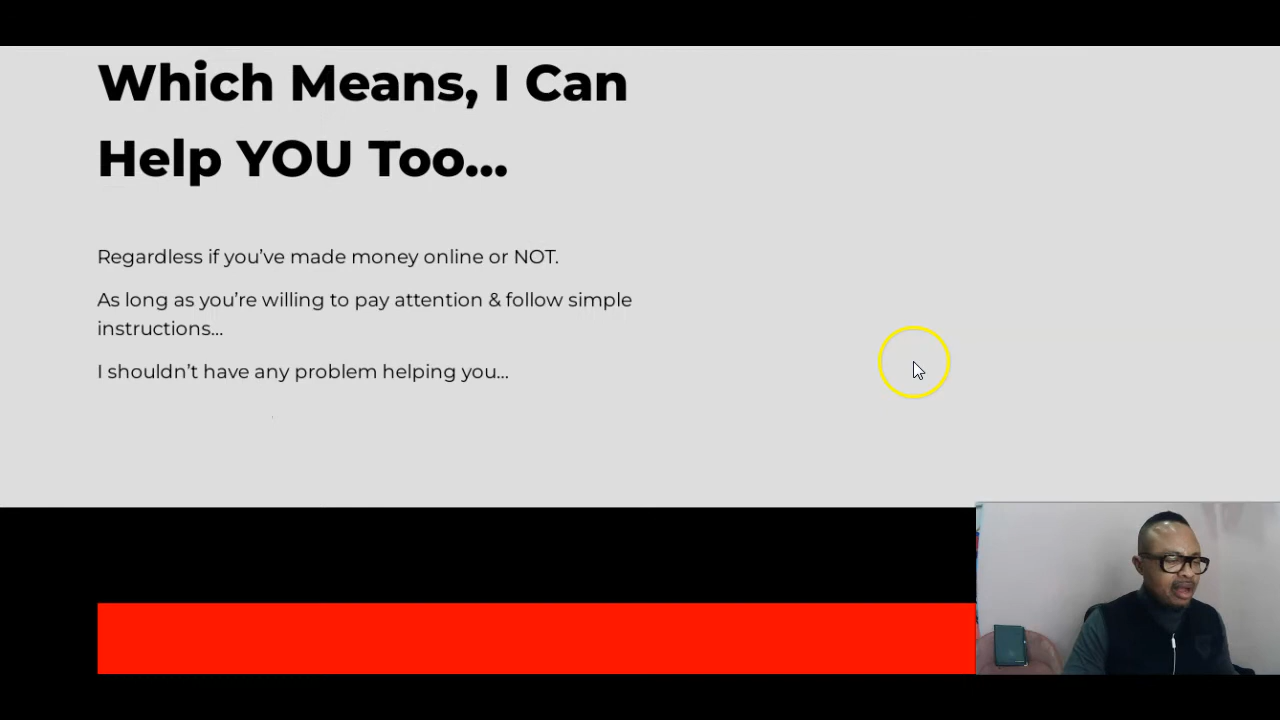 Which Means, I Can
Help YOU Too...
Regardless if you’ve made money online or NOT.
As long as you’re willing to pay attention & follow simple
instructions...
I shouldn’t have any problem helping you...